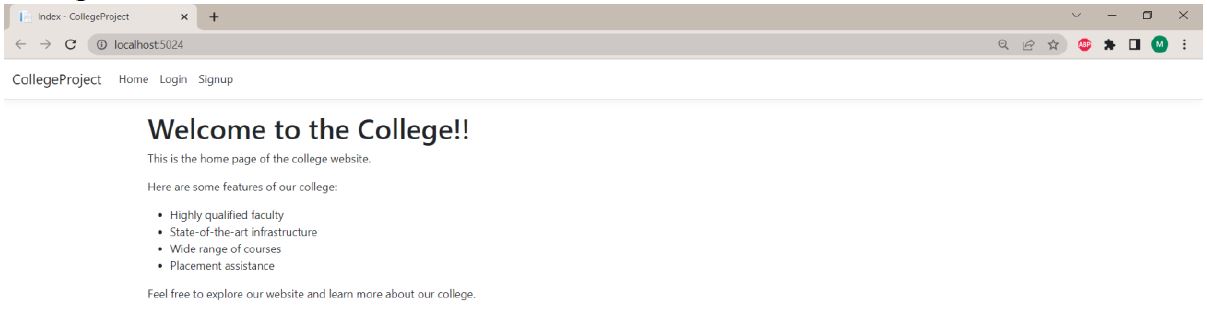 Index - CollegeProject
localhost:5024
ABP
M
CollegeProject Home Login Signup
Welcome to the College!!
This is the home page of the college website.
Here are some features of our college:
• Highly qualified faculty
• State-of-the-art infrastructure
• Wide range of courses
• Placement assistance
Feel free to explore our website and learn more about our college.